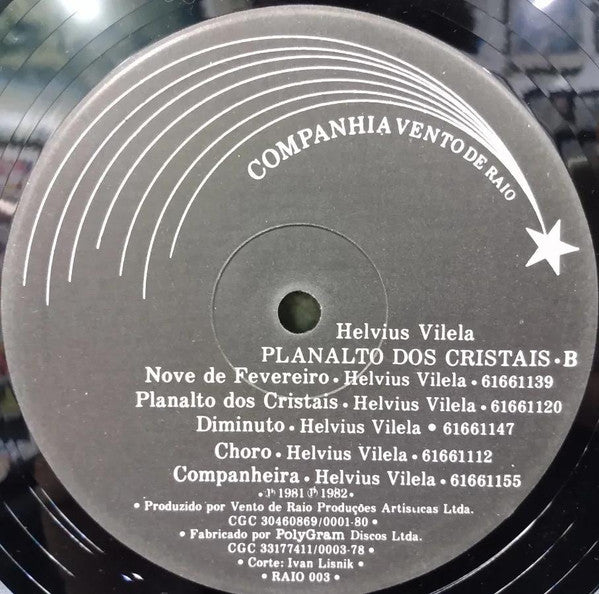 COMPANHIA VENTO DE RAIO
Helvius Vilela
PLANALTO DOS CRISTAIS • B
Nove de Fevereiro • Helvius Vilela • 61661139
Planalto dos Cristais • Helvius Vilela • 61661120
Diminuto • Helvius Vilela • 61661147
Choro • Helvius Vilela • 61661112
Companheira • Helvius Vilela • 61661155
• ℗ 1981 ℗ 1982 •
• Produzido por Vento de Raio Produções Artisticas Ltda.
CGC 30460869/0001-80 •
• Fabricado por PolyGram Discos Ltda.
CGC 33177411/0003-78 •
• Corte: Ivan Lisnik •
• RAIO 003 •